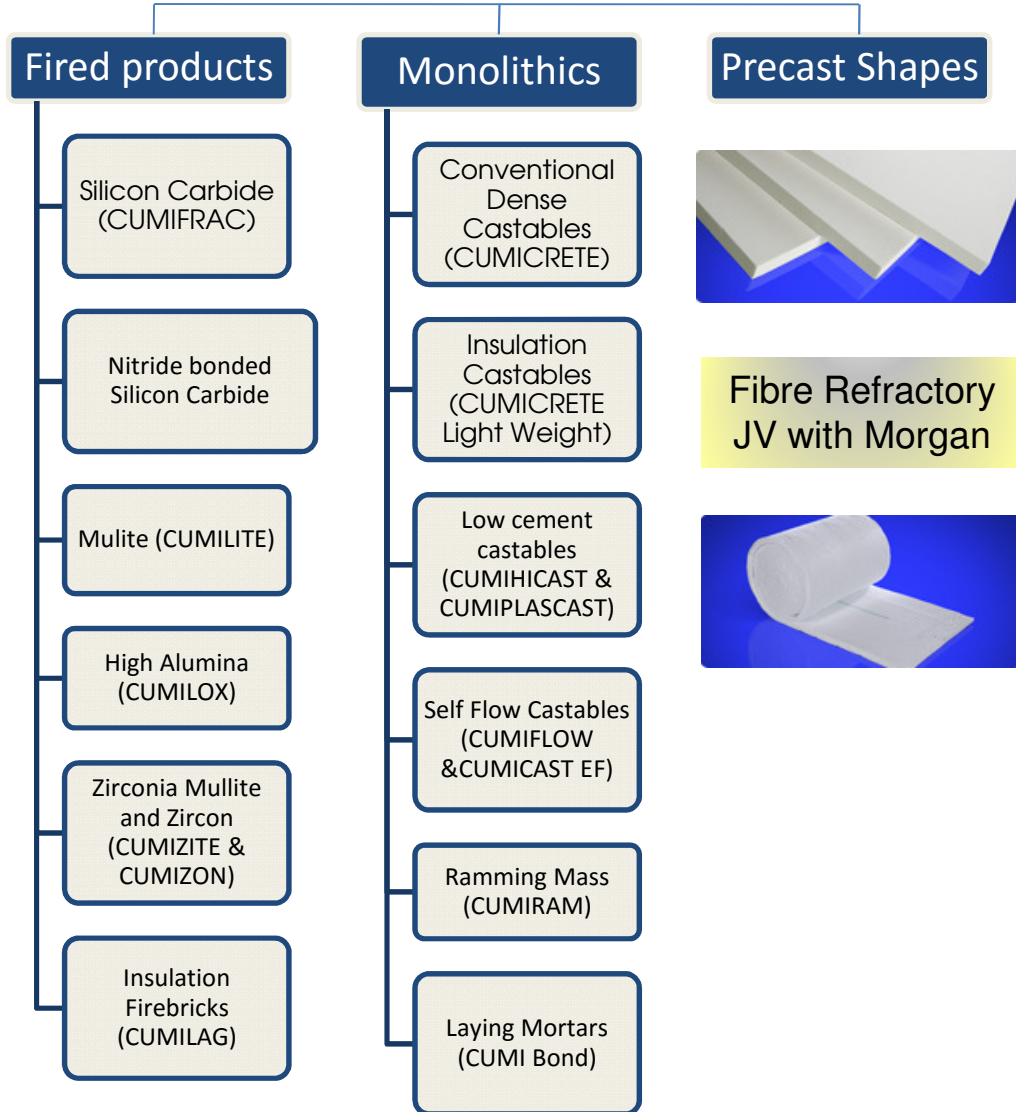 Fired products
Silicon Carbide
(CUMIFRAC)
Nitride bonded
Silicon Carbide
Mulite (CUMILITE)
High Alumina
(CUMILOX)
Zirconia Mullite
and Zircon
(CUMIZITE &
CUMIZON)
Insulation
Firebricks
(CUMILAG)
Monolithics
Conventional
Dense
Castables
(CUMICRETE)
Insulation
Castables
(CUMICRETE
Light Weight)
Low cement
castables
(CUMIHICAST &
CUMIPLASCAST)
Self Flow Castables
(CUMIFLOW
&CUMICAST EF)
Ramming Mass
(CUMIRAM)
Laying Mortars
(CUMI Bond)
Precast Shapes
Fibre Refractory
JV with Morgan